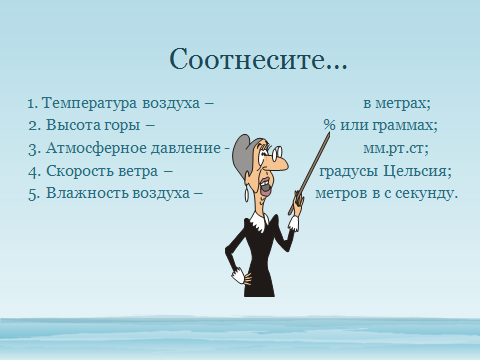 Соотнесите...
1. Температура воздуха – в метрах;
2. Высота горы – % или граммах;
3. Атмосферное давление - мм.рт.ст;
4. Скорость ветра – градусы Цельсия;
5. Влажность воздуха – метров в с секунду.